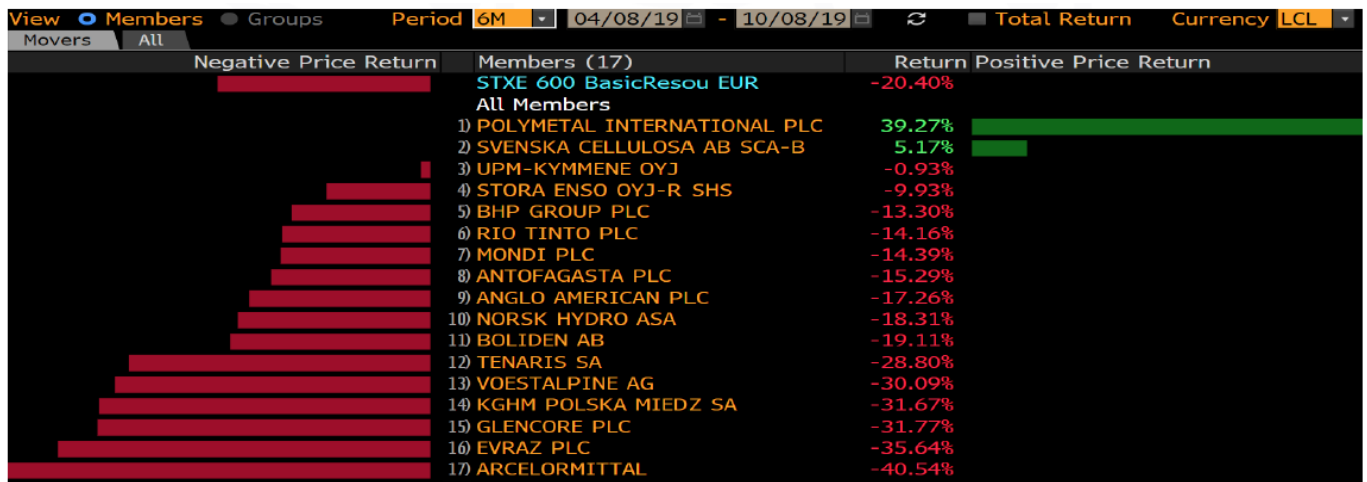 View Members Groups Period 6M 04/08/19 - 10/08/19 Total Return Currency LCL
Movers All
Negative Price Return Members (17) Return Positive Price Return
STXE 600 BasicResou EUR -20.40%
All Members
1) POLYMETAL INTERNATIONAL PLC 39.27%
2) SVENSKA CELLULOSA AB SCA-B 5.17%
3) UPM-KYMMENE OYJ -0.93%
4) STORA ENSO OYJ-R SHS -9.93%
5) BHP GROUP PLC -13.30%
6) RIO TINTO PLC -14.16%
7) MONDI PLC -14.39%
8) ANTOFAGASTA PLC -15.29%
9) ANGLO AMERICAN PLC -17.26%
10) NORSK HYDRO ASA -18.31%
11) BOLIDEN AB -19.11%
12) TENARIS SA -28.80%
13) VOESTALPINE AG -30.09%
14) KGHM POLSKA MIEDZ SA -31.67%
15) GLENCORE PLC -31.77%
16) EVRAZ PLC -35.64%
17) ARCELORMITTAL -40.54%